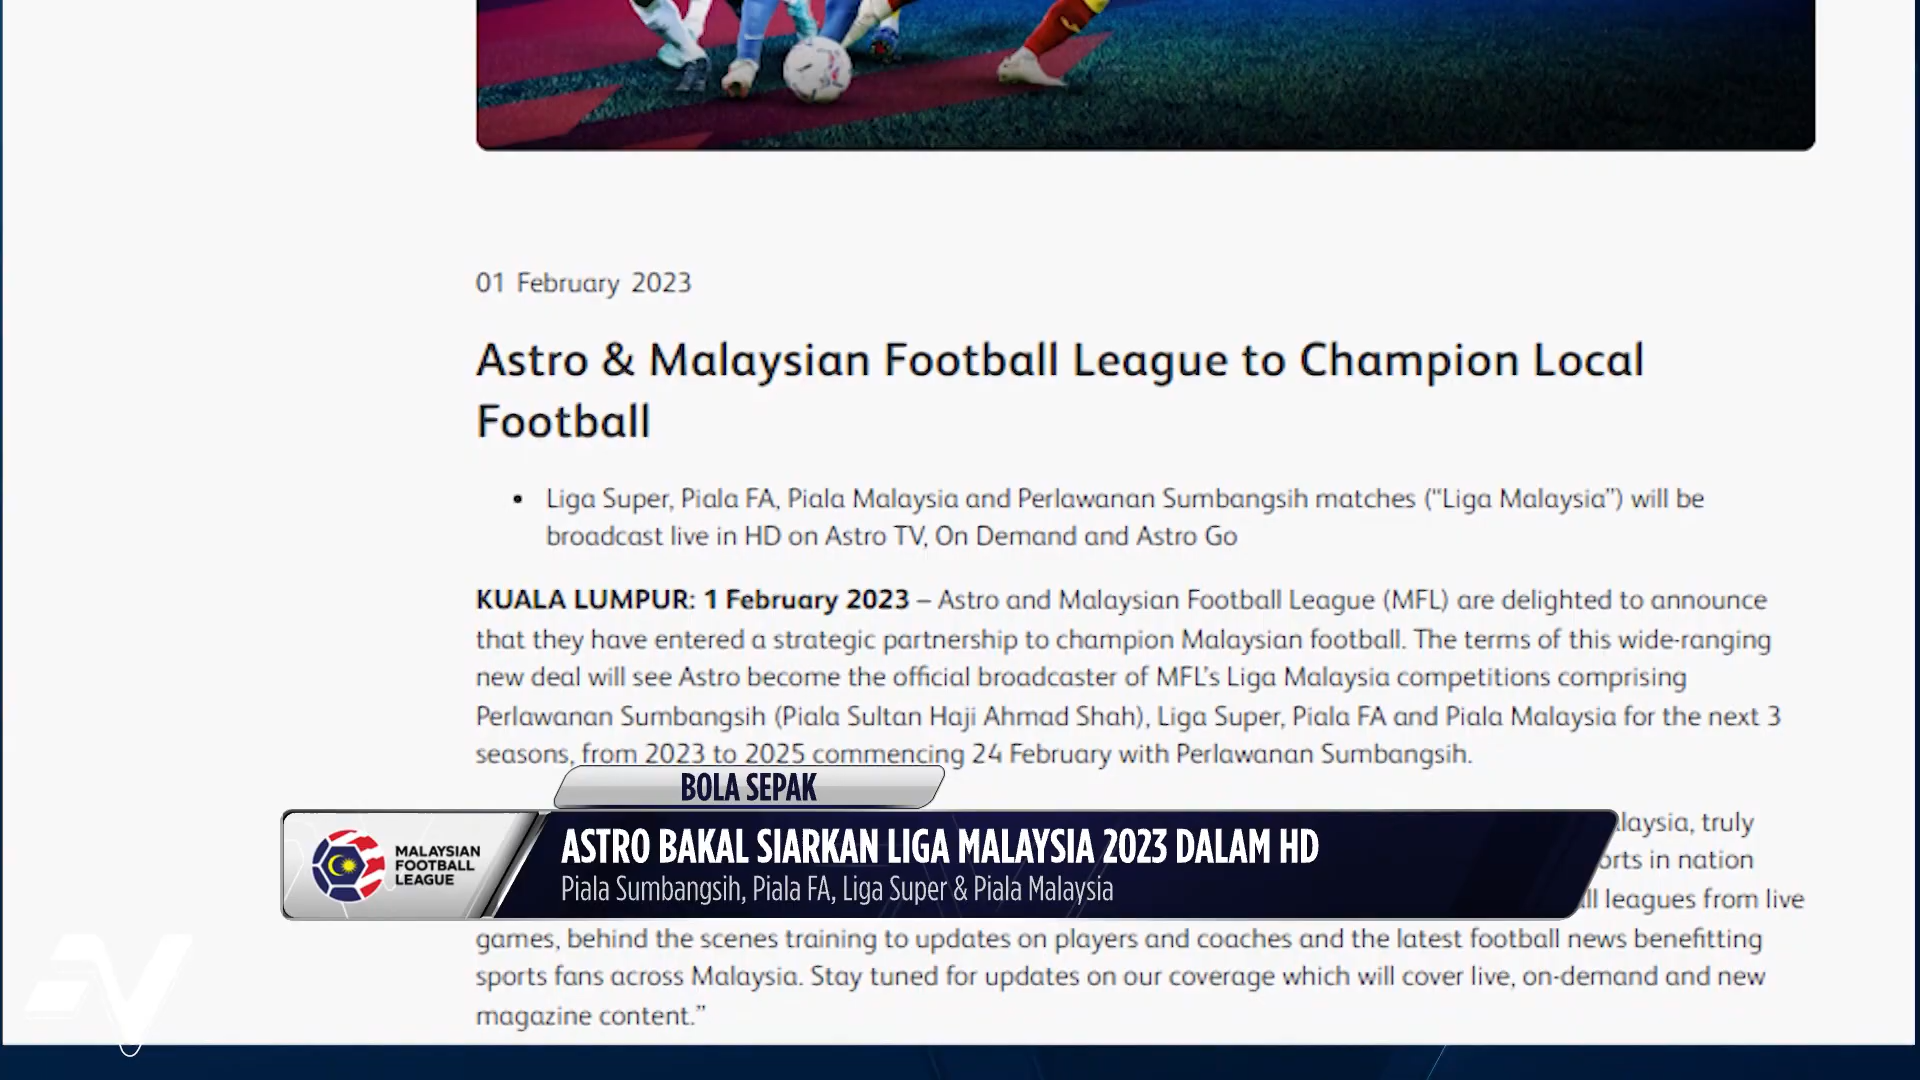 01 February 2023
Astro & Malaysian Football League to Champion Local
Football
• Liga Super, Piala FA, Piala Malaysia and Perlawanan Sumbangsih matches (“Liga Malaysia”) will be
broadcast live in HD on Astro TV, On Demand and Astro Go
KUALA LUMPUR: 1 February 2023 – Astro and Malaysian Football League (MFL) are delighted to announce
that they have entered a strategic partnership to champion Malaysian football. The terms of this wide-ranging
new deal will see Astro become the official broadcaster of MFL’s Liga Malaysia competitions comprising
Perlawanan Sumbangsih (Piala Sultan Haji Ahmad Shah), Liga Super, Piala FA and Piala Malaysia for the next 3
seasons, from 2023 to 2025 commencing 24 February with Perlawanan Sumbangsih.
BOLA SEPAK
MALAYSIAN
FOOTBALL
LEAGUE
ASTRO BAKAL SIARKAN LIGA MALAYSIA 2023 DALAM HD
Piala Sumbangsih, Piala FA, Liga Super & Piala Malaysia
truly
in nation
leagues from live
games, behind the scenes training to updates on players and coaches and the latest football news benefitting
sports fans across Malaysia. Stay tuned for updates on our coverage which will cover live, on-demand and new
magazine content.”